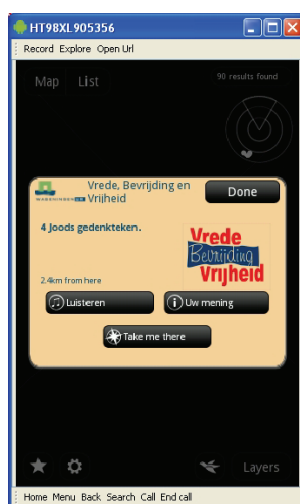 HT98XL905356
Record Explore Open Url
Map List
90 results found
Vrede, Bevrijding en
Vrijheid
Done
WAGENINGEN UR
4 Joods gedenkteken.
Vrede
Bevrijding
Vrijheid
2.4km from here
Luisteren
Uw mening
Take me there
Layers
Home Menu Back Search Call End call